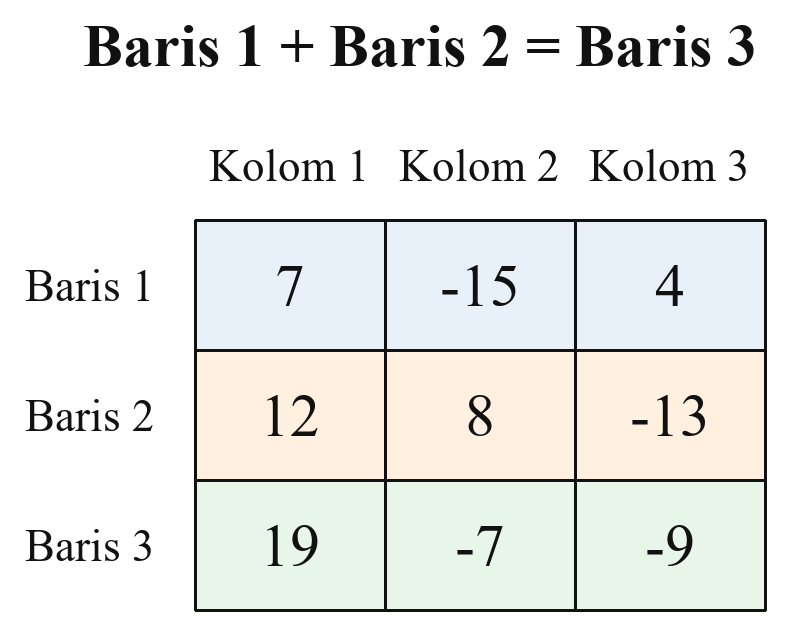 Baris 1 + Baris 2 = Baris 3
Kolom 1 Kolom 2 Kolom 3
Baris 1 7 -15 4
Baris 2 12 8 -13
Baris 3 19 -7 -9